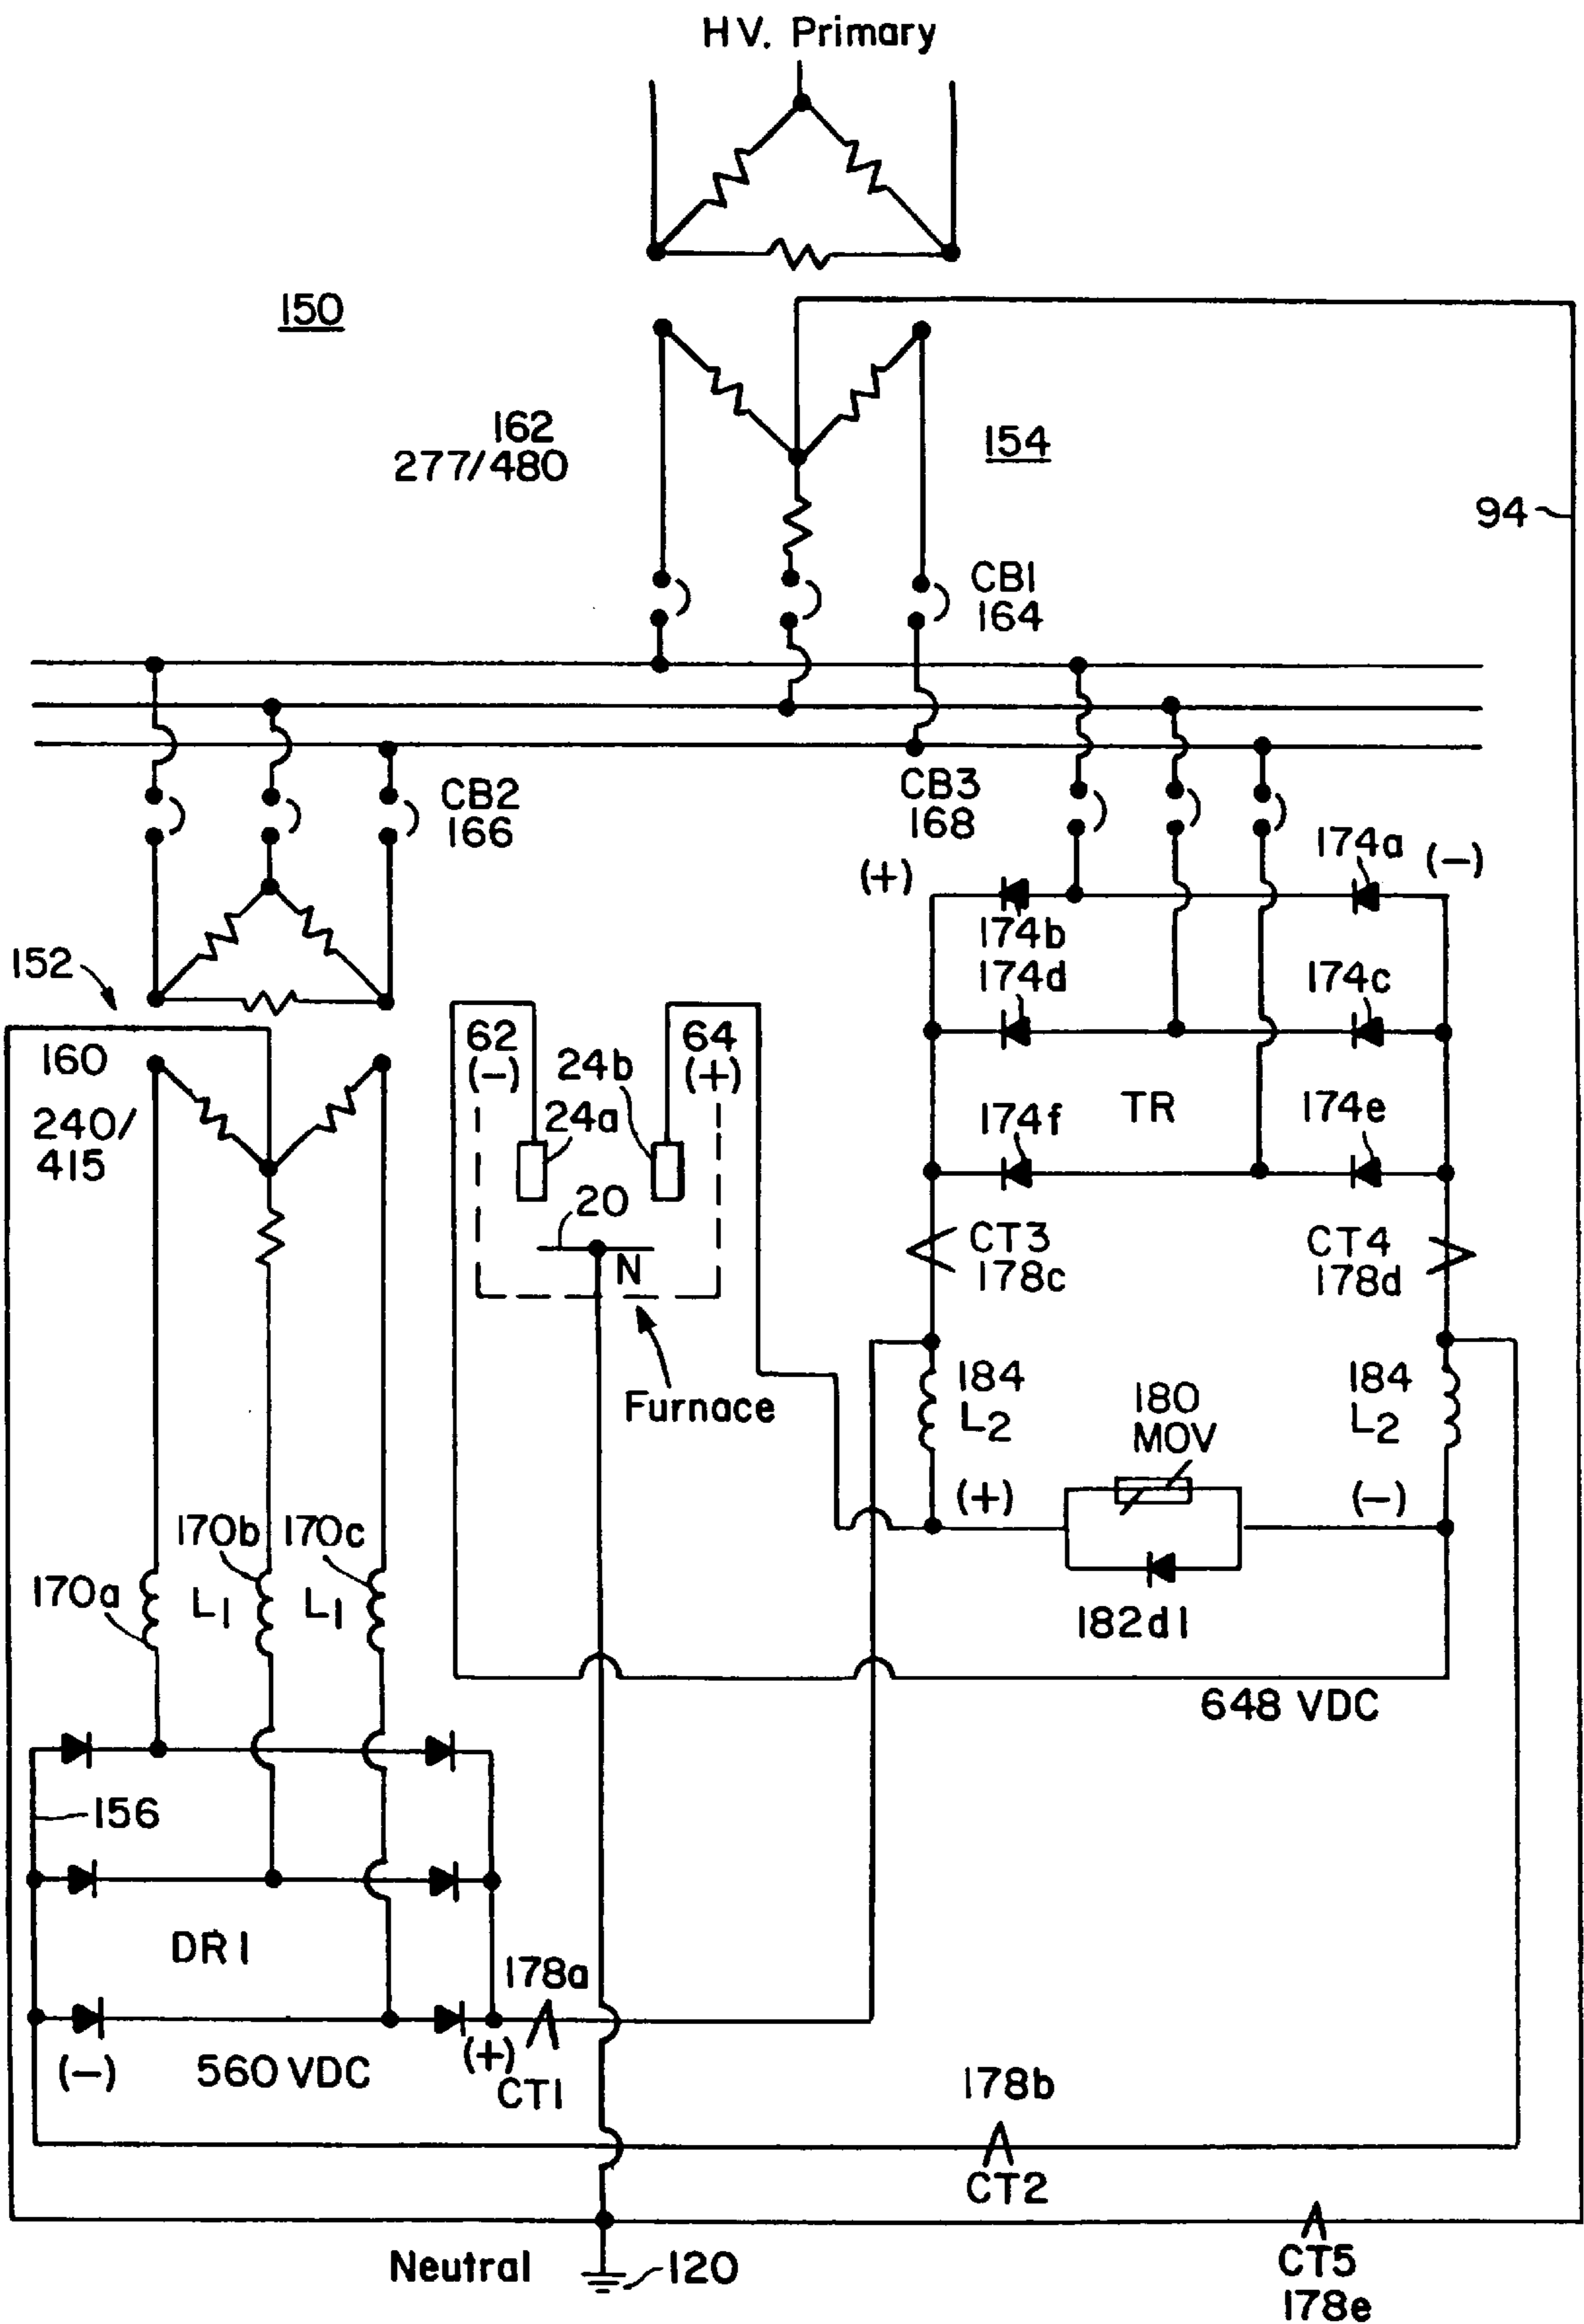 HV. Primary
150
162
277/480
154
94
CB1
164
CB2
166
CB3
168
(+)
174a
(-)
174b
174d
174c
152
160
240/
415
62
(-)
64
(+)
24b
24a
20
N
Furnace
174f
TR
174e
CT3
178c
CT4
178d
184
L2
180
MOV
184
L2
(+)
(-)
182d1
648 VDC
170a
170b
170c
L1
L1
156
DR1
178a
(-)
560 VDC
(+)
CT1
178b
CT2
Neutral
120
CT5
178e